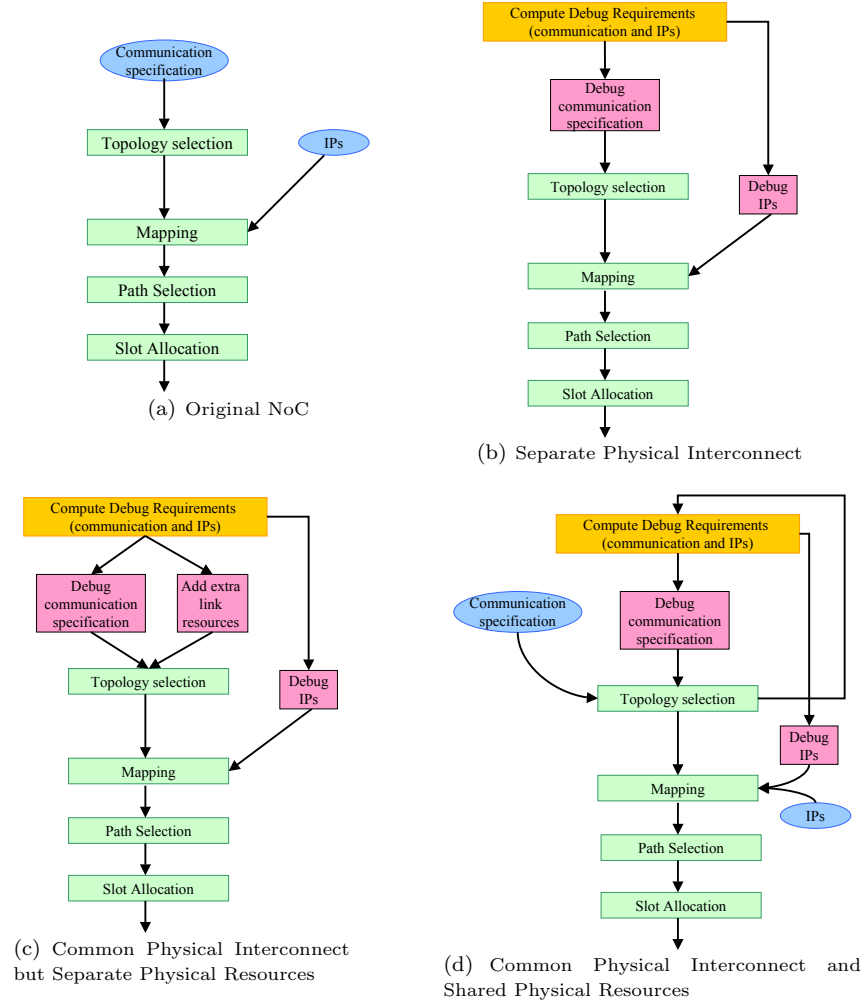 Communication
specification
Topology selection
IPs
Mapping
Path Selection
Slot Allocation
(a) Original NoC
Compute Debug Requirements
(communication and IPs)
Debug
communication
specification
Topology selection
Debug
IPs
Mapping
Path Selection
Slot Allocation
(b) Separate Physical Interconnect
Compute Debug Requirements
(communication and IPs)
Debug
communication
specification
Add extra
link
resources
Topology selection
Debug
IPs
Mapping
Path Selection
Slot Allocation
(c) Common Physical Interconnect
but Separate Physical Resources
Compute Debug Requirements
(communication and IPs)
Communication
specification
Debug
communication
specification
Topology selection
Debug
IPs
Mapping
IPs
Path Selection
Slot Allocation
(d) Common Physical Interconnect and
Shared Physical Resources